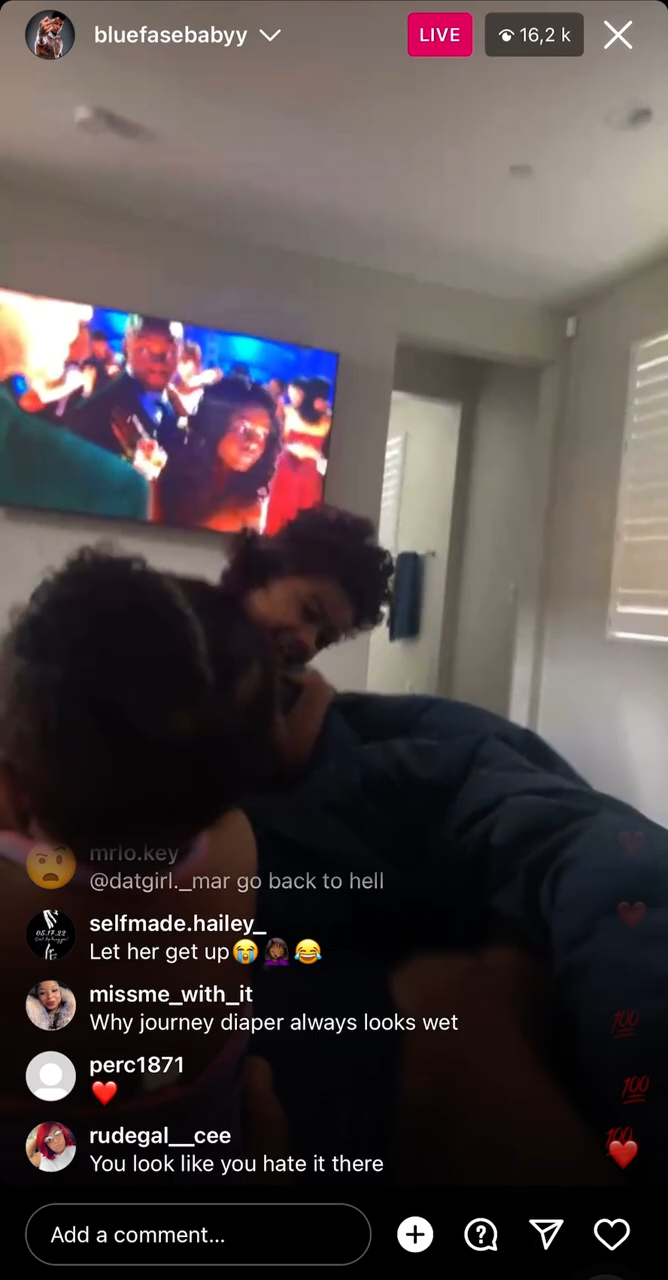 bluefasebabyy
LIVE
16,2 k
mrlo.key
@datgirl._mar go back to hell
selfmade.hailey_
Let her get up😭🤦🏾‍♀️😂
missme_with_it
Why journey diaper always looks wet
perc1871
❤️
rudegal__cee
You look like you hate it there
Add a comment...